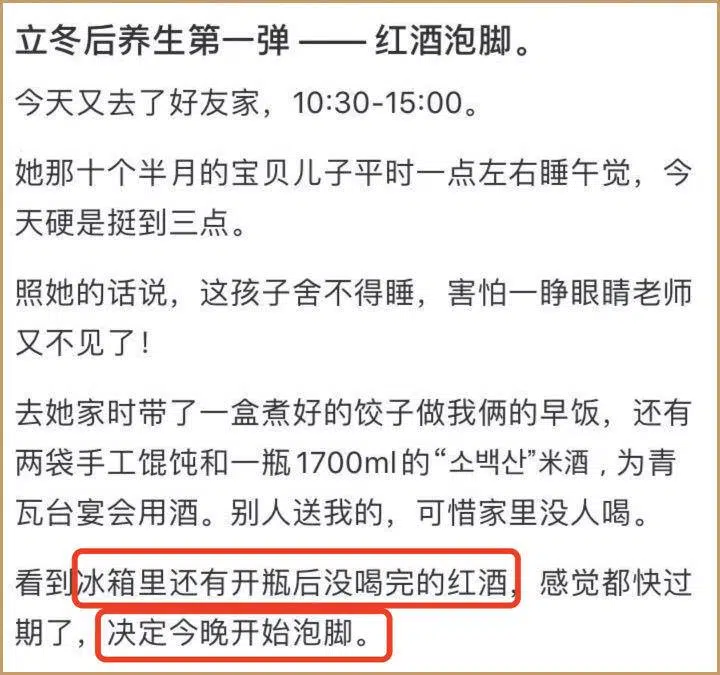 立冬后养生第一弹 —— 红酒泡脚。
今天又去了好友家，10:30-15:00。
她那十个半月的宝贝儿子平时一点左右睡午觉，今
天硬是挺到三点。
照她的话说，这孩子舍不得睡，害怕一睁眼睛老师
又不见了！
去她家时带了一盒煮好的饺子做我俩的早饭，还有
两袋手工馄饨和一瓶1700ml的“소백산”米酒，为青
瓦台宴会用酒。别人送我的，可惜家里没人喝。
看到冰箱里还有开瓶后没喝完的红酒，感觉都快过
期了，决定今晚开始泡脚。